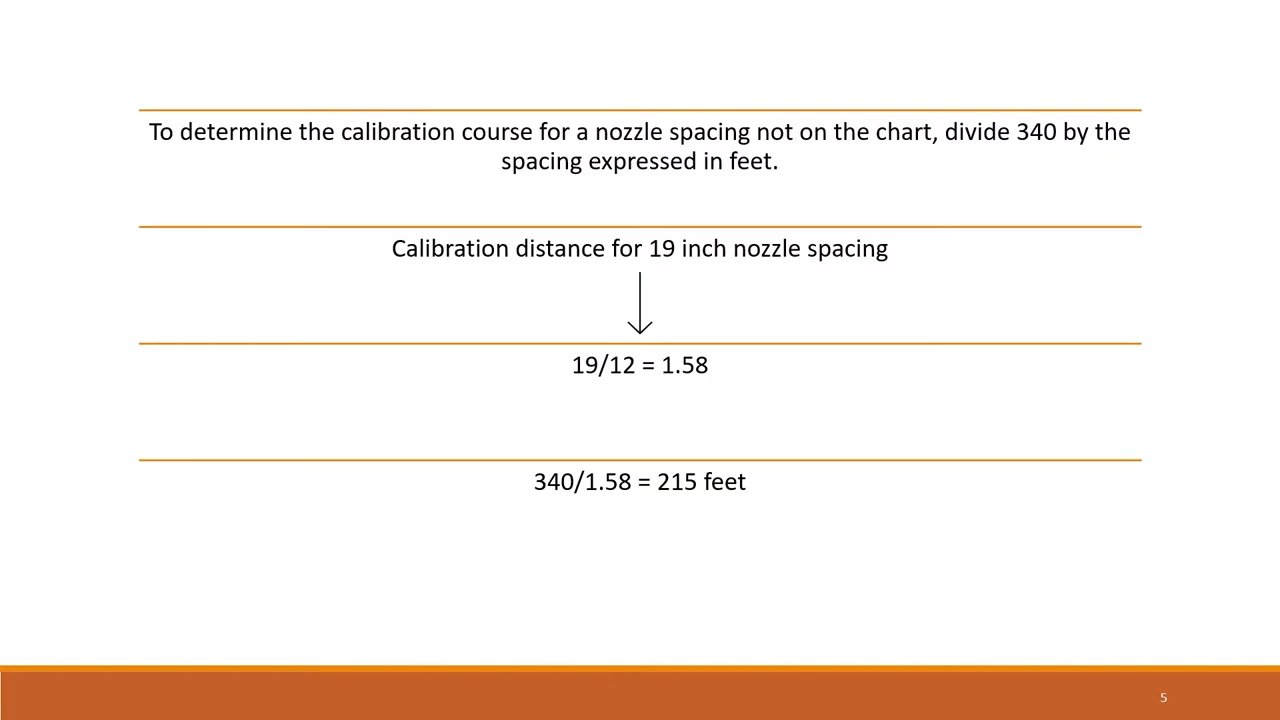 To determine the calibration course for a nozzle spacing not on the chart, divide 340 by the
spacing expressed in feet.
Calibration distance for 19 inch nozzle spacing
19/12 = 1.58
340/1.58 = 215 feet
5